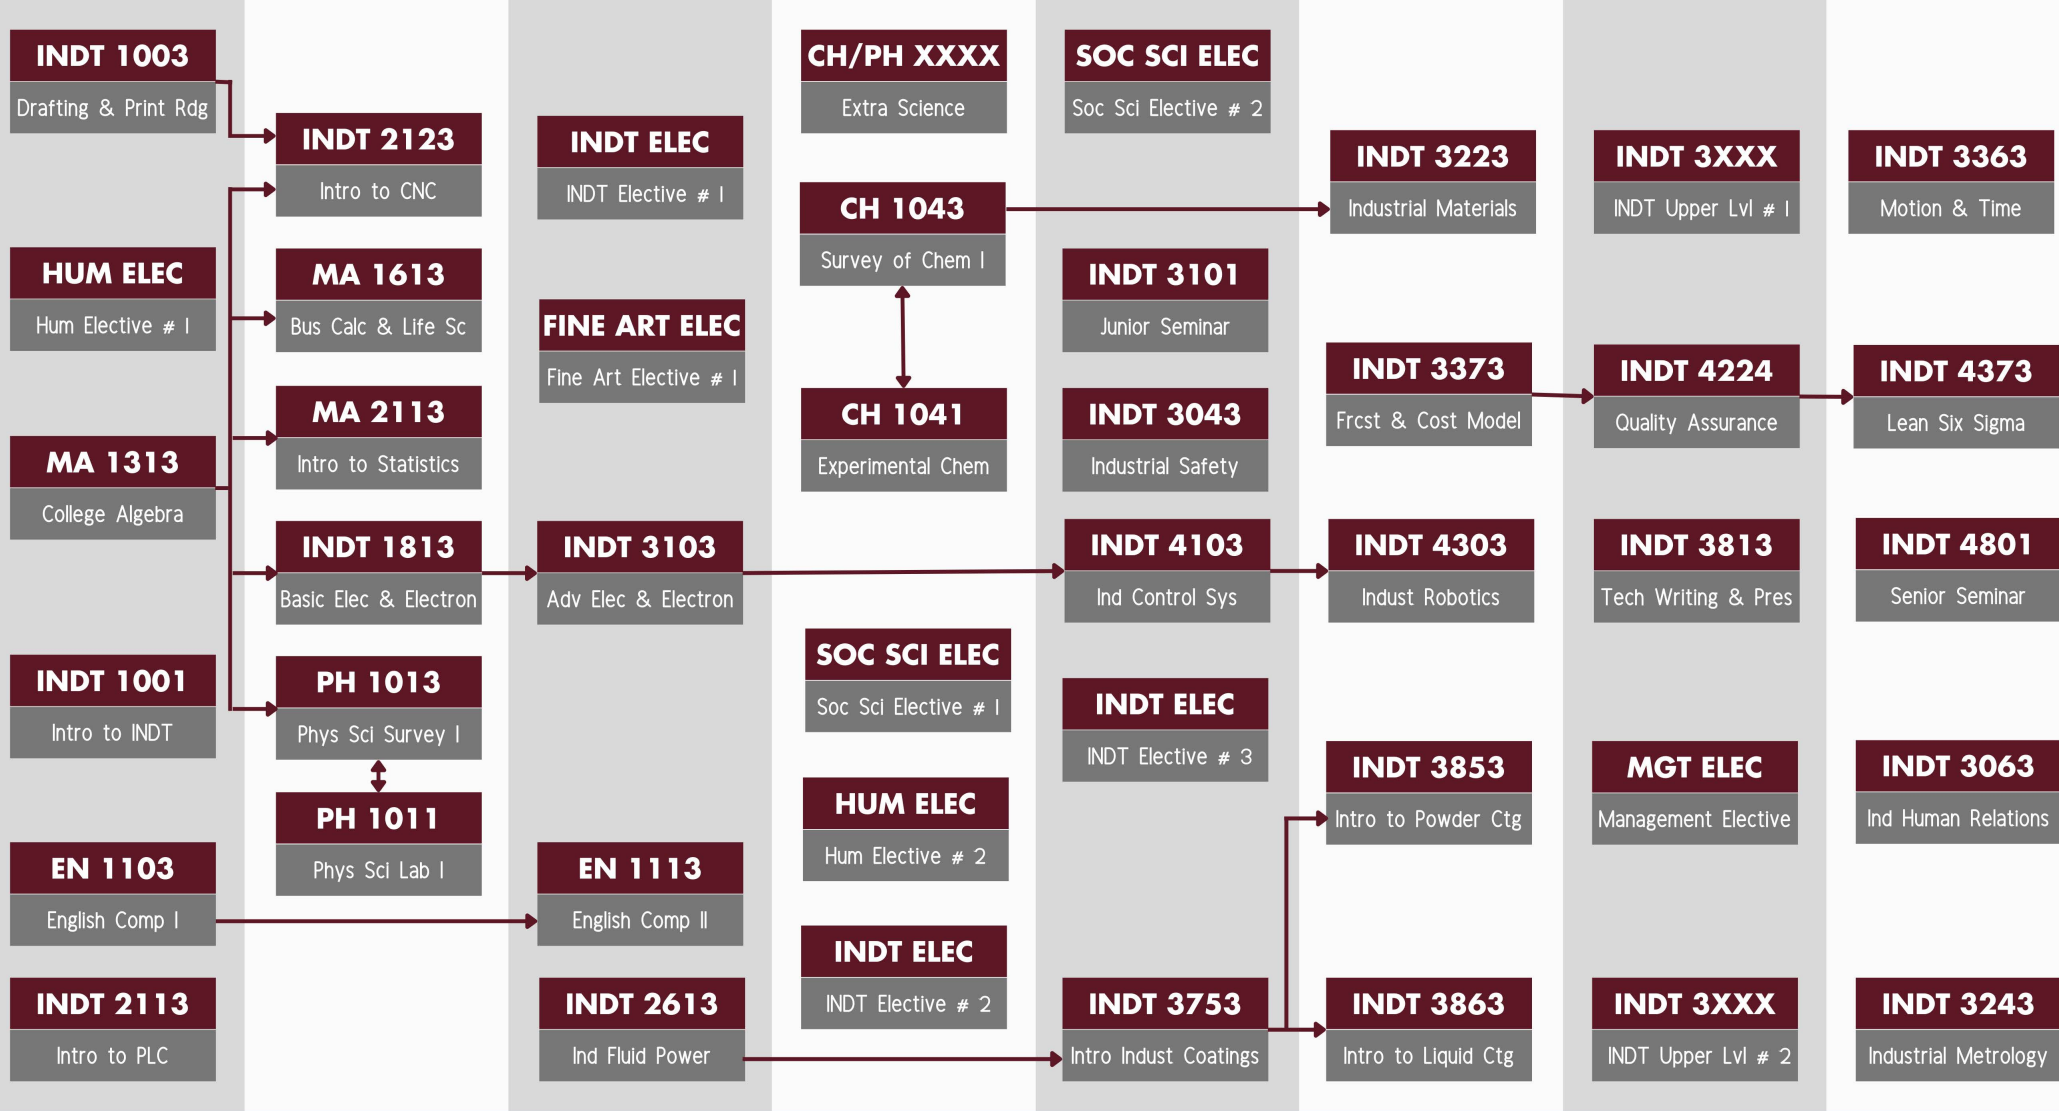 INDT 1003
Drafting & Print Rdg
HUM ELEC
Hum Elective # 1
MA 1313
College Algebra
INDT 1001
Intro to INDT
EN 1103
English Comp I
INDT 2113
Intro to PLC
INDT 2123
Intro to CNC
MA 1613
Bus Calc & Life Sc
MA 2113
Intro to Statistics
INDT 1813
Basic Elec & Electron
PH 1013
Phys Sci Survey I
PH 1011
Phys Sci Lab I
INDT ELEC
INDT Elective # 1
FINE ART ELEC
Fine Art Elective # 1
INDT 3103
Adv Elec & Electron
EN 1113
English Comp II
INDT 2613
Ind Fluid Power
CH/PH XXXX
Extra Science
CH 1043
Survey of Chem I
CH 1041
Experimental Chem
SOC SCI ELEC
Soc Sci Elective # 1
HUM ELEC
Hum Elective # 2
INDT ELEC
INDT Elective # 2
SOC SCI ELEC
Soc Sci Elective # 2
INDT 3101
Junior Seminar
INDT 3043
Industrial Safety
INDT 4103
Ind Control Sys
INDT ELEC
INDT Elective # 3
INDT 3753
Intro Indust Coatings
INDT 3223
Industrial Materials
INDT 3373
Frcst & Cost Model
INDT 4303
Indust Robotics
INDT 3853
Intro to Powder Ctg
INDT 3863
Intro to Liquid Ctg
INDT 3XXX
INDT Upper Lvl # 1
INDT 4224
Quality Assurance
INDT 3813
Tech Writing & Pres
MGT ELEC
Management Elective
INDT 3XXX
INDT Upper Lvl # 2
INDT 3363
Motion & Time
INDT 4373
Lean Six Sigma
INDT 4801
Senior Seminar
INDT 3063
Ind Human Relations
INDT 3243
Industrial Metrology